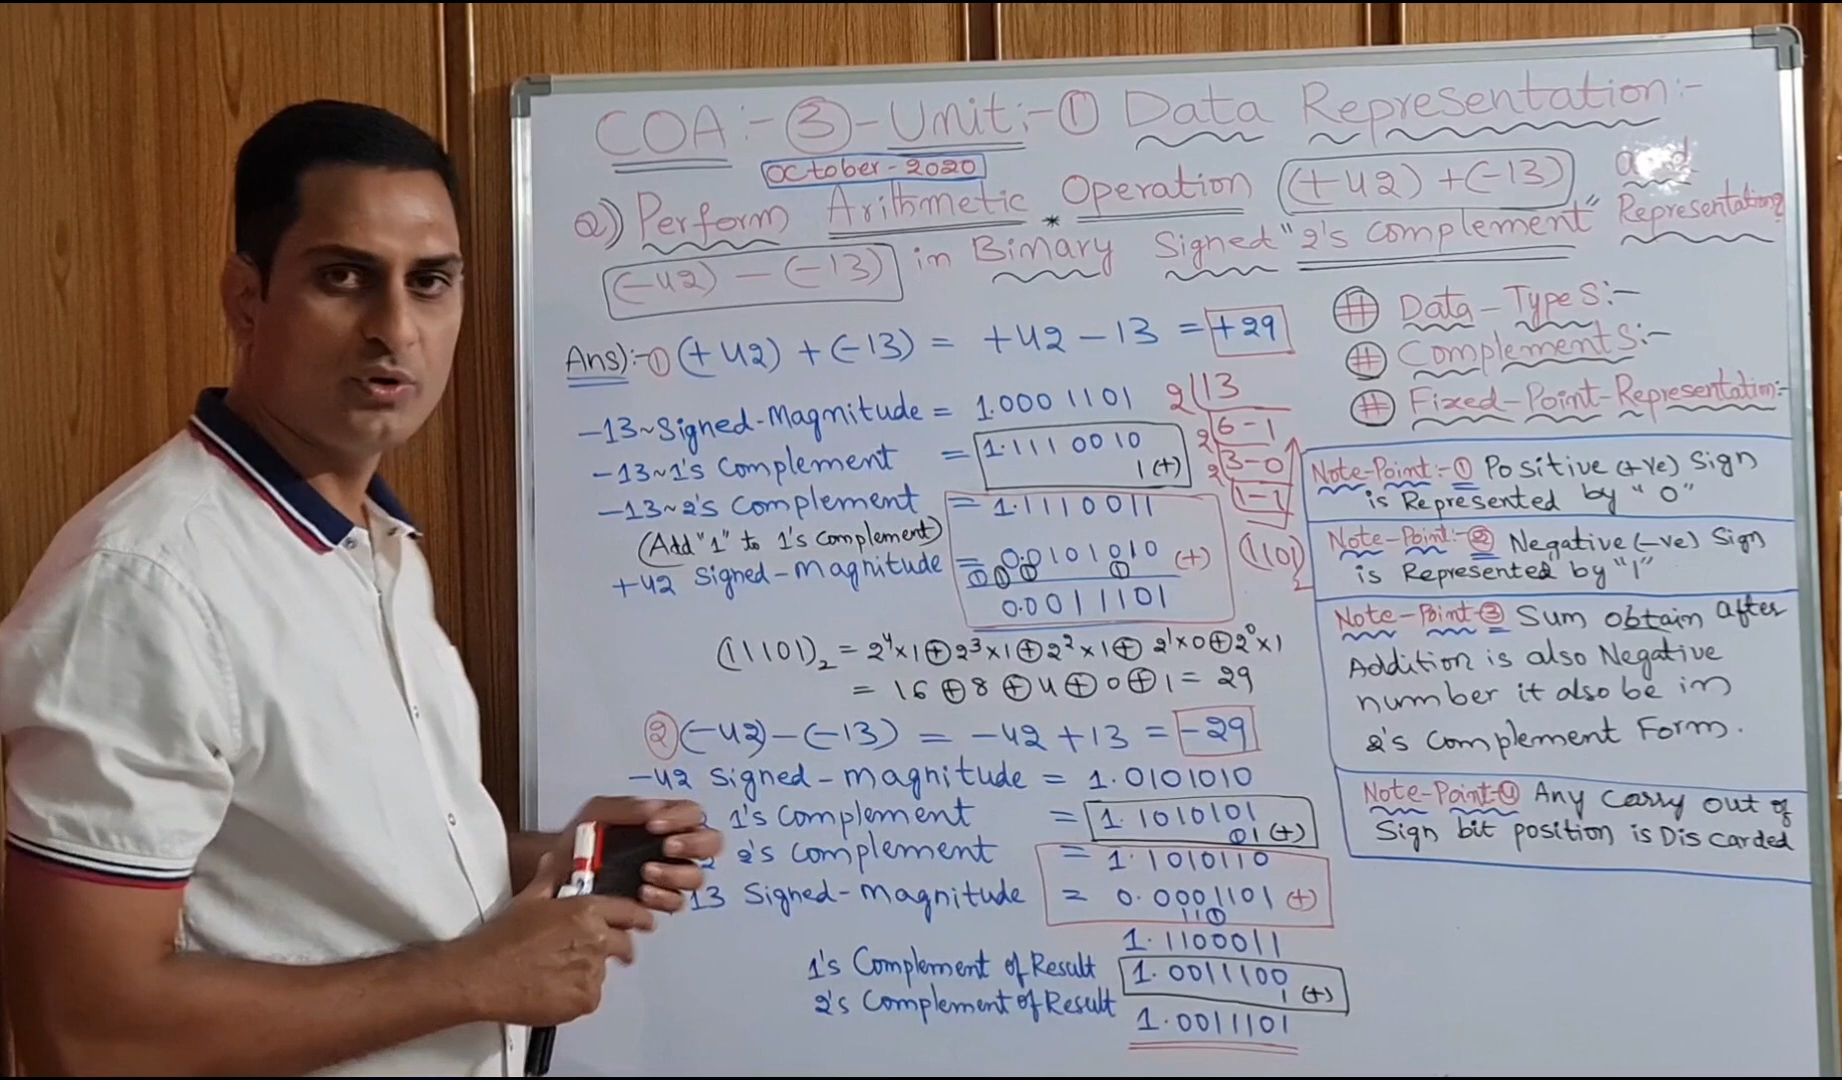 COA:- ③-Unit:-① Data Representation:-
October-2020
Q)) Perform Arithmetic * Operation (+42)+(-13) and
(-42) - (-13) in Binary Signed "2's complement" Representation
# Data-Types:-
# Complements:-
# Fixed-Point-Representation:-
Ans):-① (+42) + (-13) = +42 - 13 = +29
-13~Signed-Magnitude = 1.0001101
-13~1's Complement = 1.1110010
1(+)
-13~2's Complement = 1.1110011
(Add "1" to 1's complement)
+42 Signed-Magnitude = 0.0101010 (+)
0.0011101
2 13
2 6-1
2 3-0
1-1
(1101)2
(11101)2 = 2⁴×1⊕2³×1⊕2²×1⊕2¹×0⊕2⁰×1
= 16⊕8⊕4⊕0⊕1 = 29
② (-42)-(-13) = -42+13 = -29
-42 Signed-magnitude = 1.0101010
1's Complement = 1.1010101
01(+)
2 2's Complement = 1.1010110
13 Signed-Magnitude = 0.0001101 (+)
11①
1.1100011
1's Complement of Result 1.0011100
1(+)
2's Complement of Result 1.0011101
Note-Point:-① Positive (+ve) Sign
is Represented by "0"
Note-Point:-② Negative (-ve) Sign
is Represented by "1"
Note-Point-③ Sum obtain after
Addition is also Negative
number it also be in
2's Complement Form.
Note-Point-④ Any Carry out of
Sign bit position is Discarded